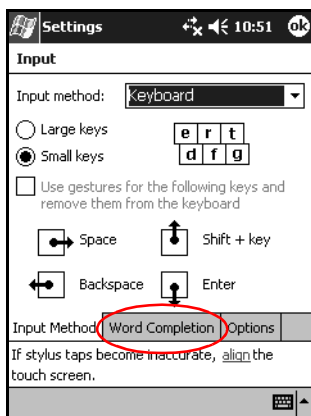 Settings 10:51 ok
Input
Input method: Keyboard
Large keys
e r t
Small keys
d f g
Use gestures for the following keys and
remove them from the keyboard
Space Shift + key
Backspace Enter
Input Method Word Completion Options
If stylus taps become inaccurate, align the
touch screen.